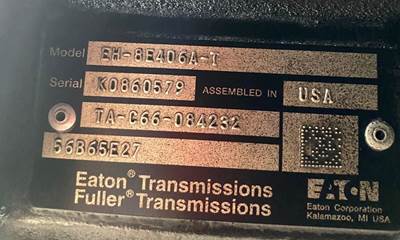 Model EH-8E406A-T
Serial K0860579 ASSEMBLED IN USA
TA-C66-084232
56B65E27
Eaton® Transmissions
Fuller® Transmissions
EATON
Eaton Corporation
Kalamazoo, MI USA